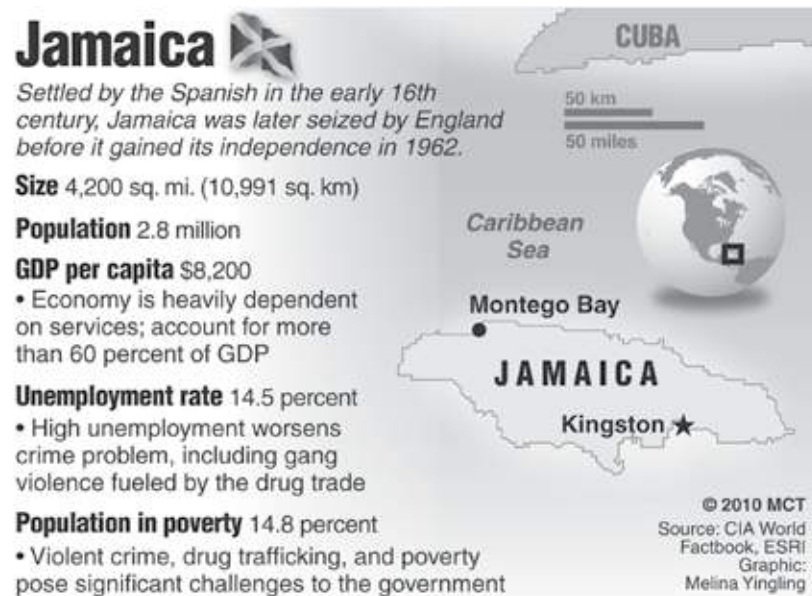 Jamaica
Settled by the Spanish in the early 16th
century, Jamaica was later seized by England
before it gained its independence in 1962.
Size 4,200 sq. mi. (10,991 sq. km)
Population 2.8 million
GDP per capita $8,200
• Economy is heavily dependent
on services; account for more
than 60 percent of GDP
Unemployment rate 14.5 percent
• High unemployment worsens
crime problem, including gang
violence fueled by the drug trade
Population in poverty 14.8 percent
• Violent crime, drug trafficking, and poverty
pose significant challenges to the government
CUBA
50 km
50 miles
Caribbean
Sea
Montego Bay
JAMAICA
Kingston
© 2010 MCT
Source: CIA World
Factbook, ESRI
Graphic:
Melina Yingling